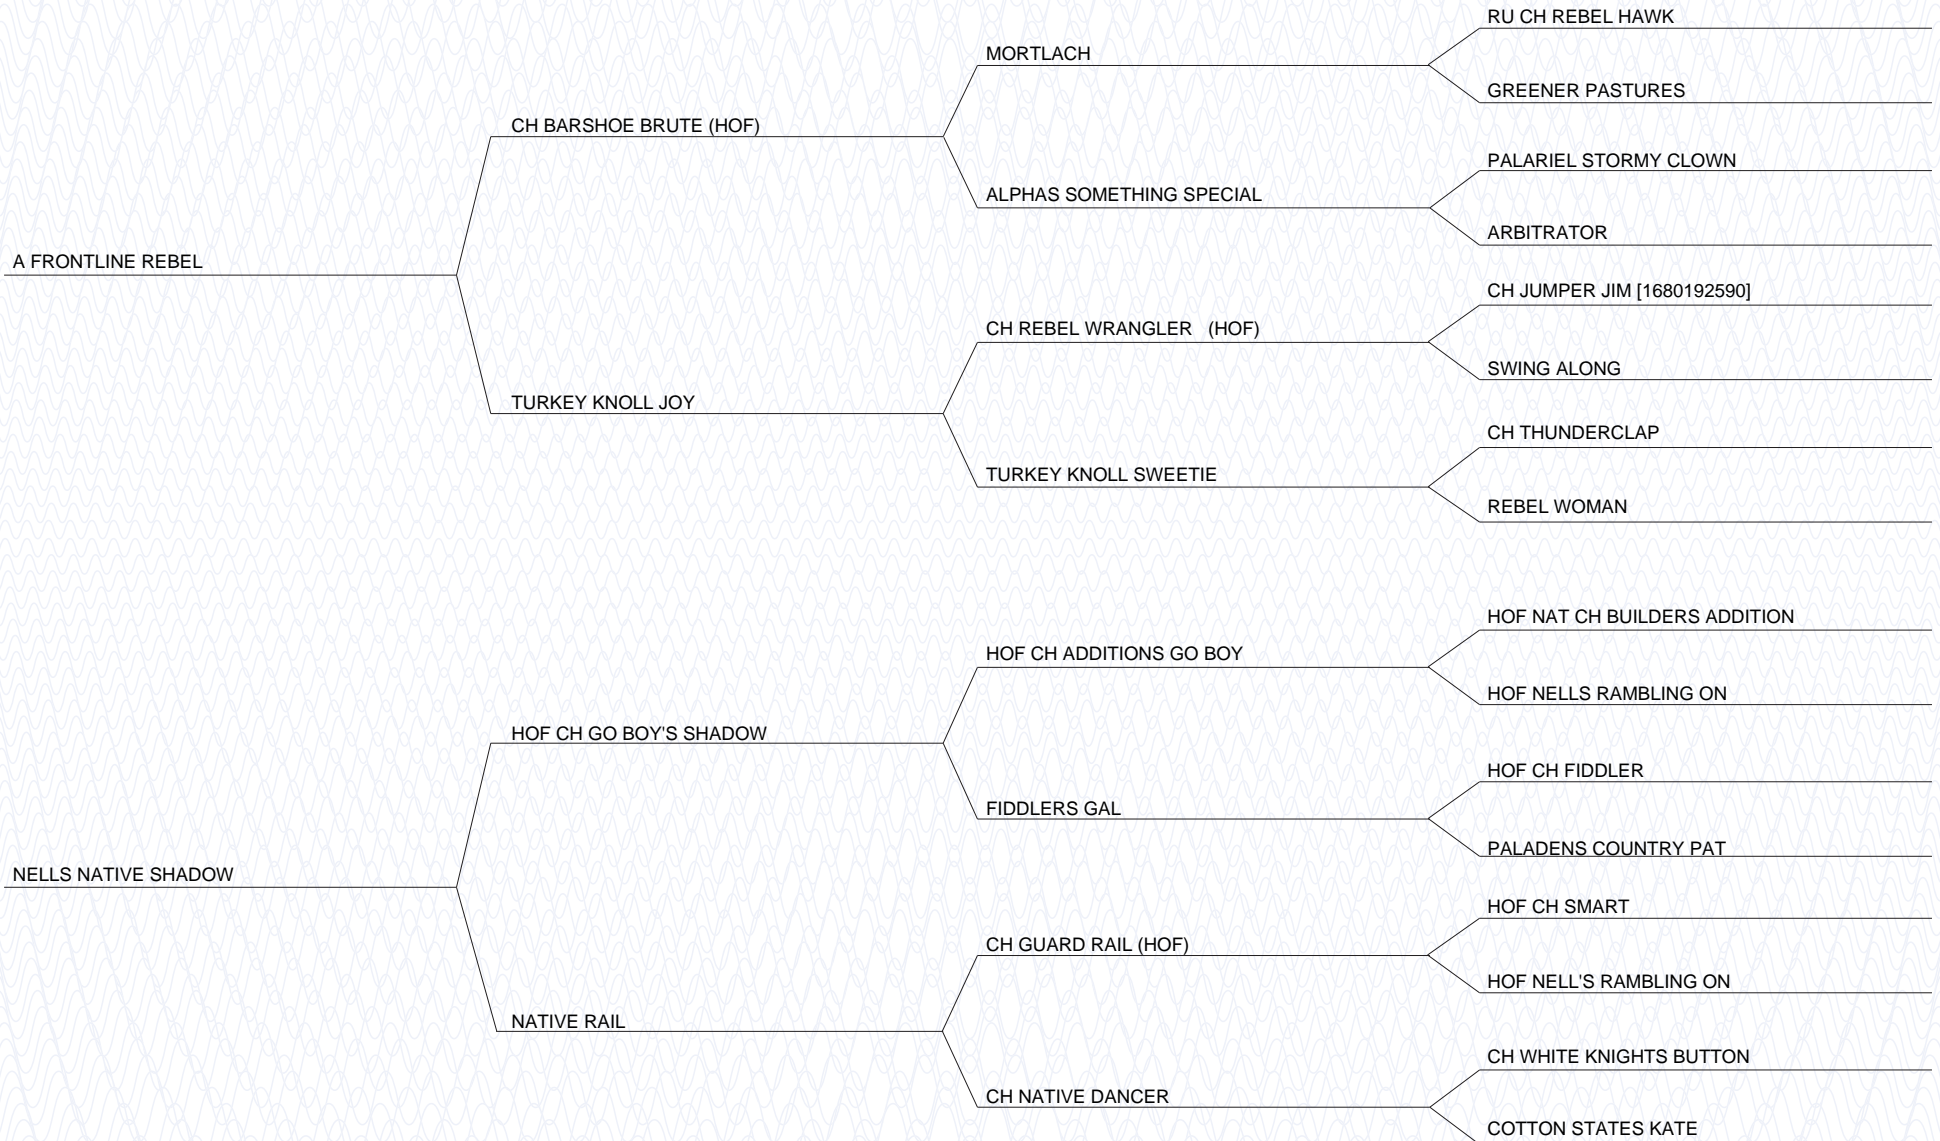 RU CH REBEL HAWK
MORTLACH
GREENER PASTURES
CH BARSHOE BRUTE (HOF)
PALARIEL STORMY CLOWN
ALPHAS SOMETHING SPECIAL
ARBITRATOR
A FRONTLINE REBEL
CH JUMPER JIM [1680192590]
CH REBEL WRANGLER (HOF)
SWING ALONG
TURKEY KNOLL JOY
CH THUNDERCLAP
TURKEY KNOLL SWEETIE
REBEL WOMAN
HOF NAT CH BUILDERS ADDITION
HOF CH ADDITIONS GO BOY
HOF NELLS RAMBLING ON
HOF CH GO BOY'S SHADOW
HOF CH FIDDLER
FIDDLERS GAL
PALADENS COUNTRY PAT
NELLS NATIVE SHADOW
HOF CH SMART
CH GUARD RAIL (HOF)
HOF NELL'S RAMBLING ON
NATIVE RAIL
CH WHITE KNIGHTS BUTTON
CH NATIVE DANCER
COTTON STATES KATE